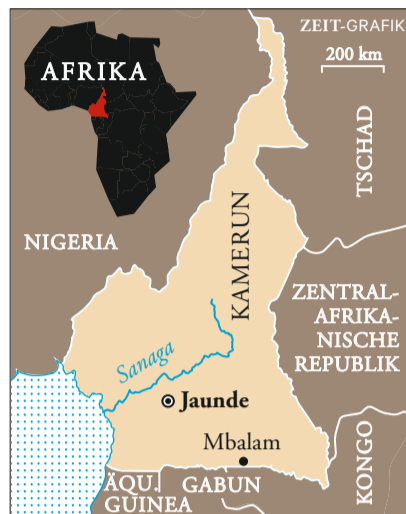 ZEIT-GRAFIK
200 km
AFRIKA
TSCHAD
NIGERIA
KAMERUN
ZENTRAL-
AFRIKA-
NISCHE
REPUBLIK
Sanaga
Jaunde
Mbalam
KONGO
ÄQU.
GUINEA
GABUN